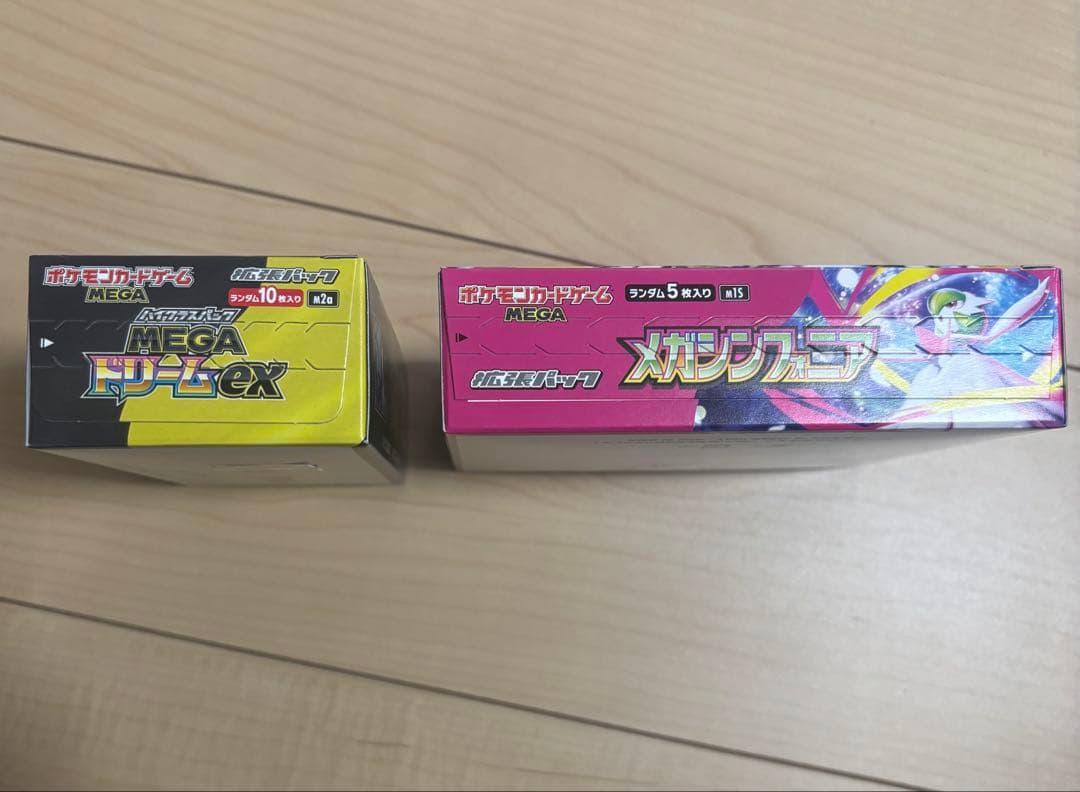 ポケモンカードゲーム
MEGA
拡張パック
ランダム10枚入り
M2a
ハイクラスパック
MEGA
ドリームex
ポケモンカードゲーム
MEGA
ランダム5枚入り
M1S
メガシンフォニア
拡張パック